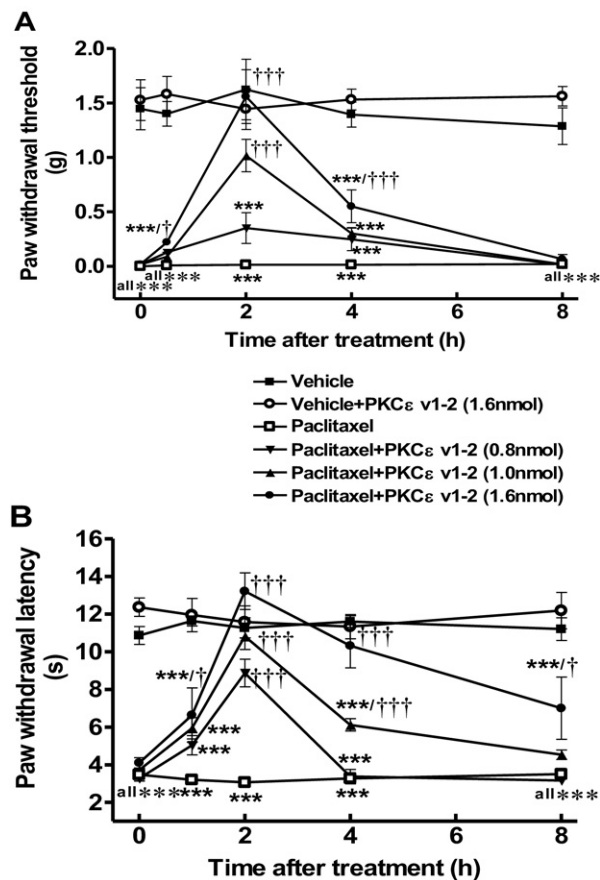 A
Paw withdrawal threshold
(g)
2.0
1.5
1.0
0.5
0.0
†††
†††
***/†††
***
***/†
***
***
all***
all***
***
***
all***
0
2
4
6
8
Time after treatment (h)
Vehicle
Vehicle+PKCε v1-2 (1.6nmol)
Paclitaxel
Paclitaxel+PKCε v1-2 (0.8nmol)
Paclitaxel+PKCε v1-2 (1.0nmol)
Paclitaxel+PKCε v1-2 (1.6nmol)
B
Paw withdrawal latency
(s)
16
14
12
10
8
6
4
2
†††
†††
†††
†††
***/†
***/†
***/†††
***
***
***
all***
***
***
***
all***
0
2
4
6
8
Time after treatment (h)